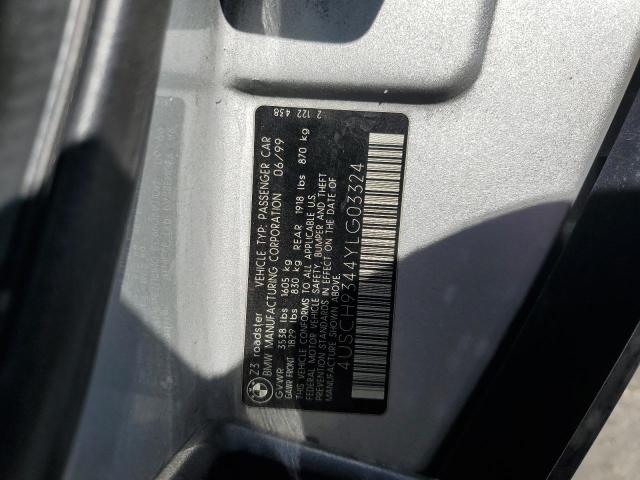 Z3 roadster VEHICLE TYP: PASSENGER CAR
BMW MANUFACTURING CORPORATION 06/99
GVWR 3538 lbs 1605 kg
GAWR FRONT 1829 lbs 830 kg REAR 1918 lbs 870 kg
THIS VEHICLE CONFORMS TO ALL APPLICABLE U.S.
FEDERAL MOTOR VEHICLE SAFETY, BUMPER AND THEFT
PREVENTION STANDARDS IN EFFECT ON THE DATE OF
MANUFACTURE SHOWN ABOVE.
4USCH9344YLG03324
2 122 438